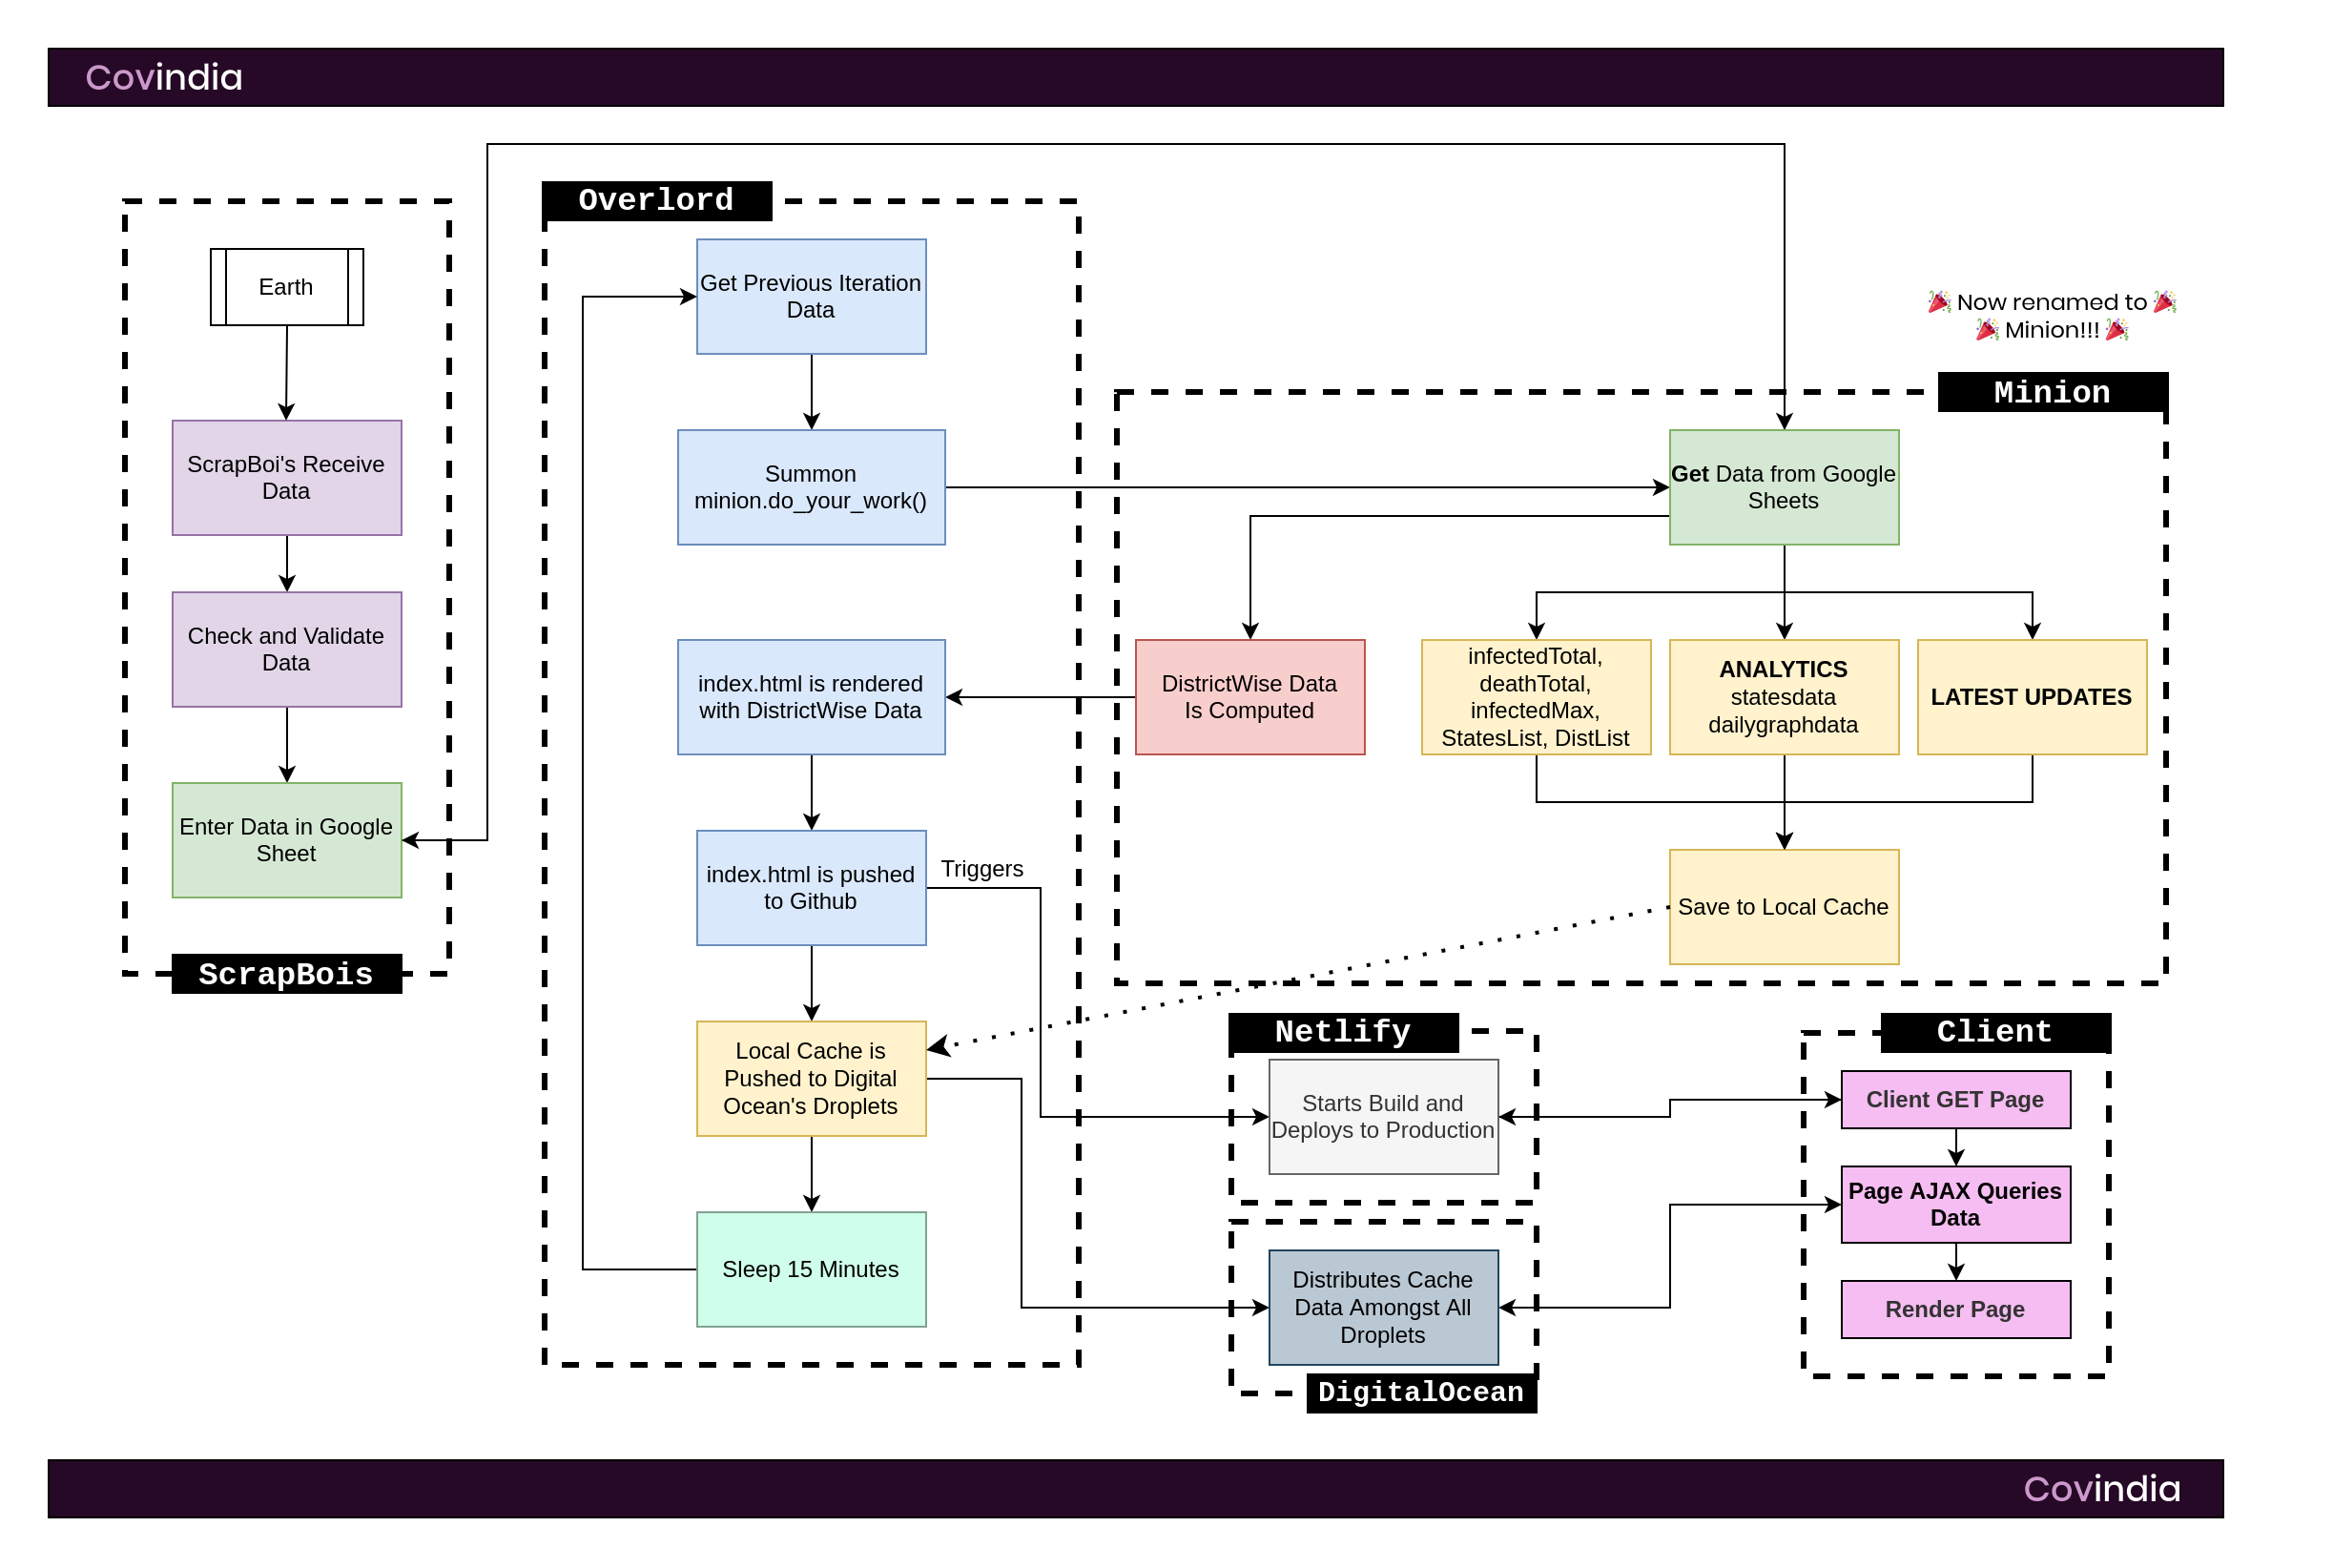 Covindia
Earth
ScrapBoi's Receive
Data
Check and Validate
Data
Enter Data in Google
Sheet
ScrapBois
Overlord
Get Previous Iteration
Data
Summon
minion.do_your_work()
index.html is rendered
with DistrictWise Data
index.html is pushed
to Github
Triggers
Local Cache is
Pushed to Digital
Ocean's Droplets
Sleep 15 Minutes
🎉 Now renamed to 🎉
🎉 Minion!!! 🎉
Minion
Get Data from Google
Sheets
DistrictWise Data
Is Computed
infectedTotal,
deathTotal,
infectedMax,
StatesList, DistList
ANALYTICS
statesdata
dailygraphdata
LATEST UPDATES
Save to Local Cache
Netlify
Starts Build and
Deploys to Production
Distributes Cache
Data Amongst All
Droplets
DigitalOcean
Client
Client GET Page
Page AJAX Queries
Data
Render Page
Covindia